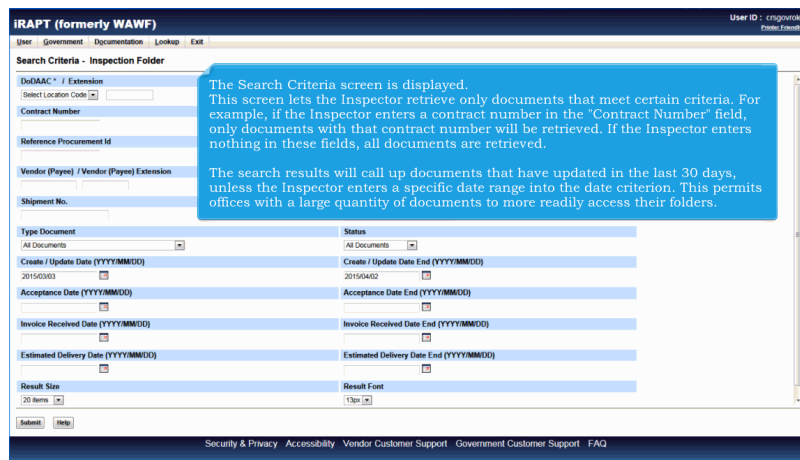 iRAPT (formerly WAWF)
User ID : crsgovrole
Printer Friendly
User Government Documentation Lookup Exit
Search Criteria - Inspection Folder
DoDAAC * / Extension
Select Location Code
Contract Number
Reference Procurement Id
Vendor (Payee) / Vendor (Payee) Extension
Shipment No.
The Search Criteria screen is displayed.
This screen lets the Inspector retrieve only documents that meet certain criteria. For
example, if the Inspector enters a contract number in the "Contract Number" field,
only documents with that contract number will be retrieved. If the Inspector enters
nothing in these fields, all documents are retrieved.
The search results will call up documents that have updated in the last 30 days,
unless the Inspector enters a specific date range into the date criterion. This permits
offices with a large quantity of documents to more readily access their folders.
Type Document Status
All Documents All Documents
Create / Update Date (YYYY/MM/DD) Create / Update Date End (YYYY/MM/DD)
2015/03/03 2015/04/02
Acceptance Date (YYYY/MM/DD) Acceptance Date End (YYYY/MM/DD)
Invoice Received Date (YYYY/MM/DD) Invoice Received Date End (YYYY/MM/DD)
Estimated Delivery Date (YYYY/MM/DD) Estimated Delivery Date End (YYYY/MM/DD)
Result Size Result Font
20 items 13px
Submit Help
Security & Privacy Accessibility Vendor Customer Support Government Customer Support FAQ